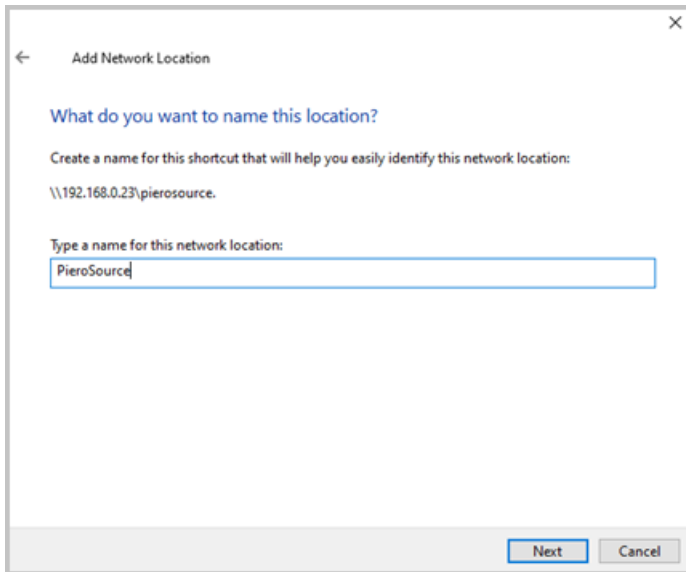 Add Network Location
What do you want to name this location?
Create a name for this shortcut that will help you easily identify this network location:
\\192.168.0.23\pierosource.
Type a name for this network location:
PieroSource
Next Cancel